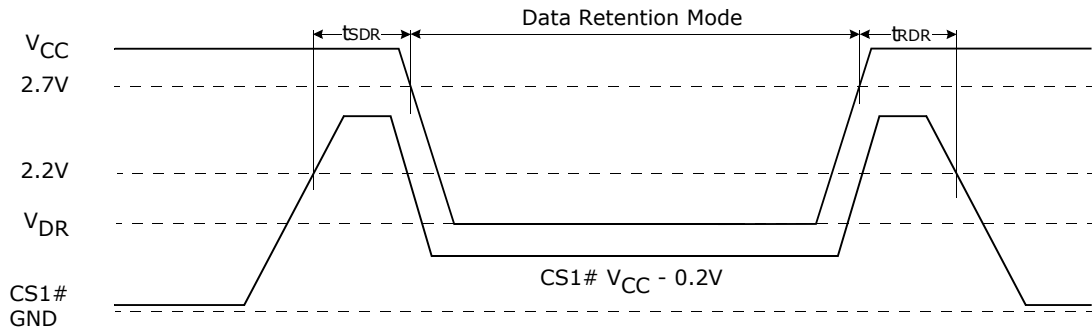 Data Retention Mode
tSDR
tRDR
VCC
2.7V
2.2V
VDR
CS1# VCC - 0.2V
CS1#
GND